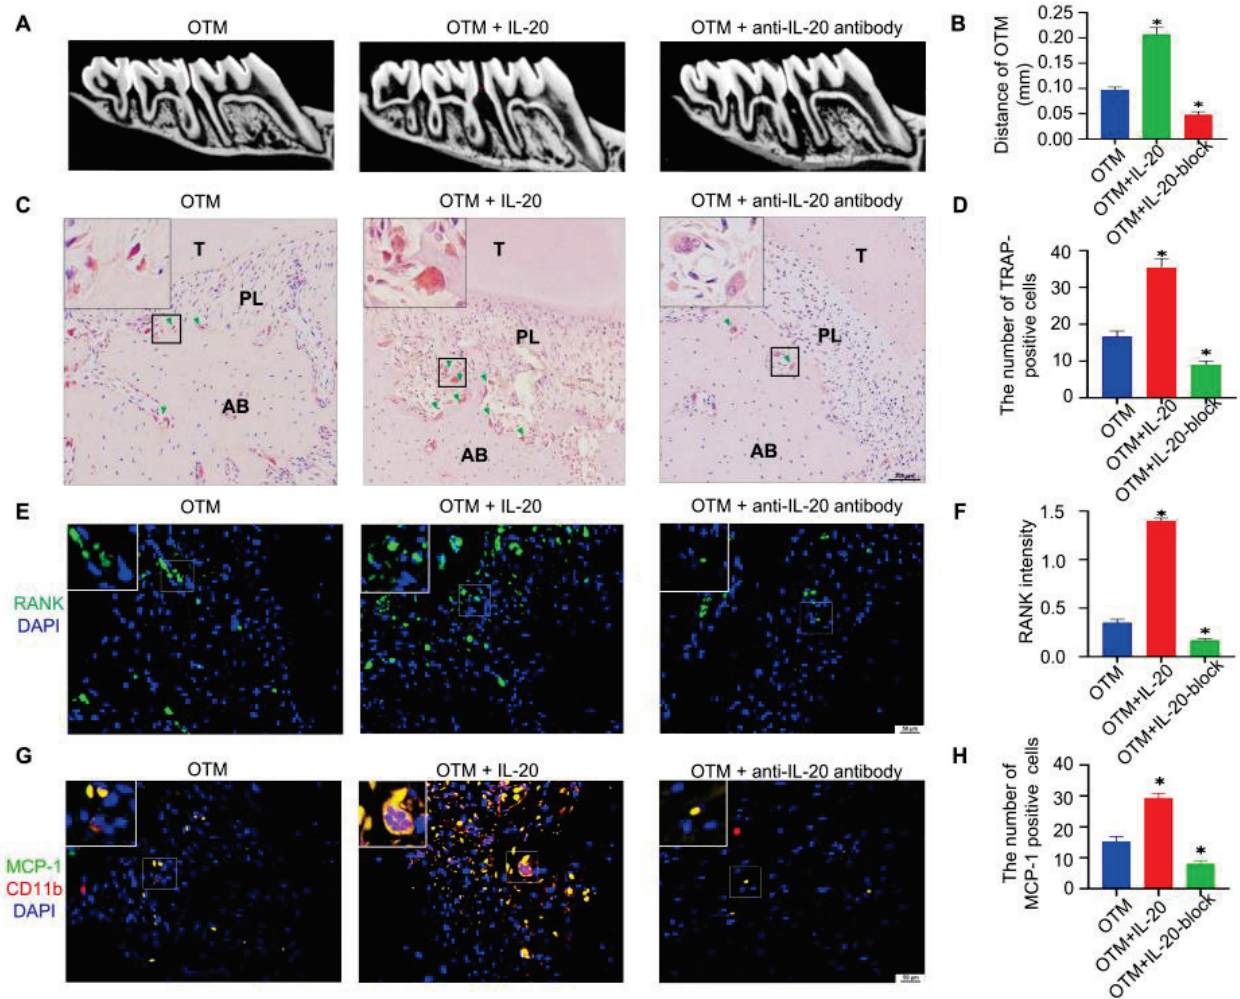 A
OTM
OTM + IL-20
OTM + anti-IL-20 antibody
B
Distance of OTM
(mm)
0.25
0.20
0.15
0.10
0.05
0.00
OTM
OTM+IL-20
OTM+IL-20-block
*
*
C
OTM
OTM + IL-20
OTM + anti-IL-20 antibody
T
PL
AB
T
PL
AB
T
PL
AB
D
The number of TRAP-
positive cells
40
30
20
10
0
OTM
OTM+IL-20
OTM+IL-20-block
*
*
E
OTM
OTM + IL-20
OTM + anti-IL-20 antibody
RANK
DAPI
F
RANK intensity
1.5
1.0
0.5
0.0
OTM
OTM+IL-20
OTM+IL-20-block
*
*
G
OTM
OTM + IL-20
OTM + anti-IL-20 antibody
MCP-1
CD11b
DAPI
H
The number of
MCP-1 positive cells
40
30
20
10
0
OTM
OTM+IL-20
OTM+IL-20-block
*
*